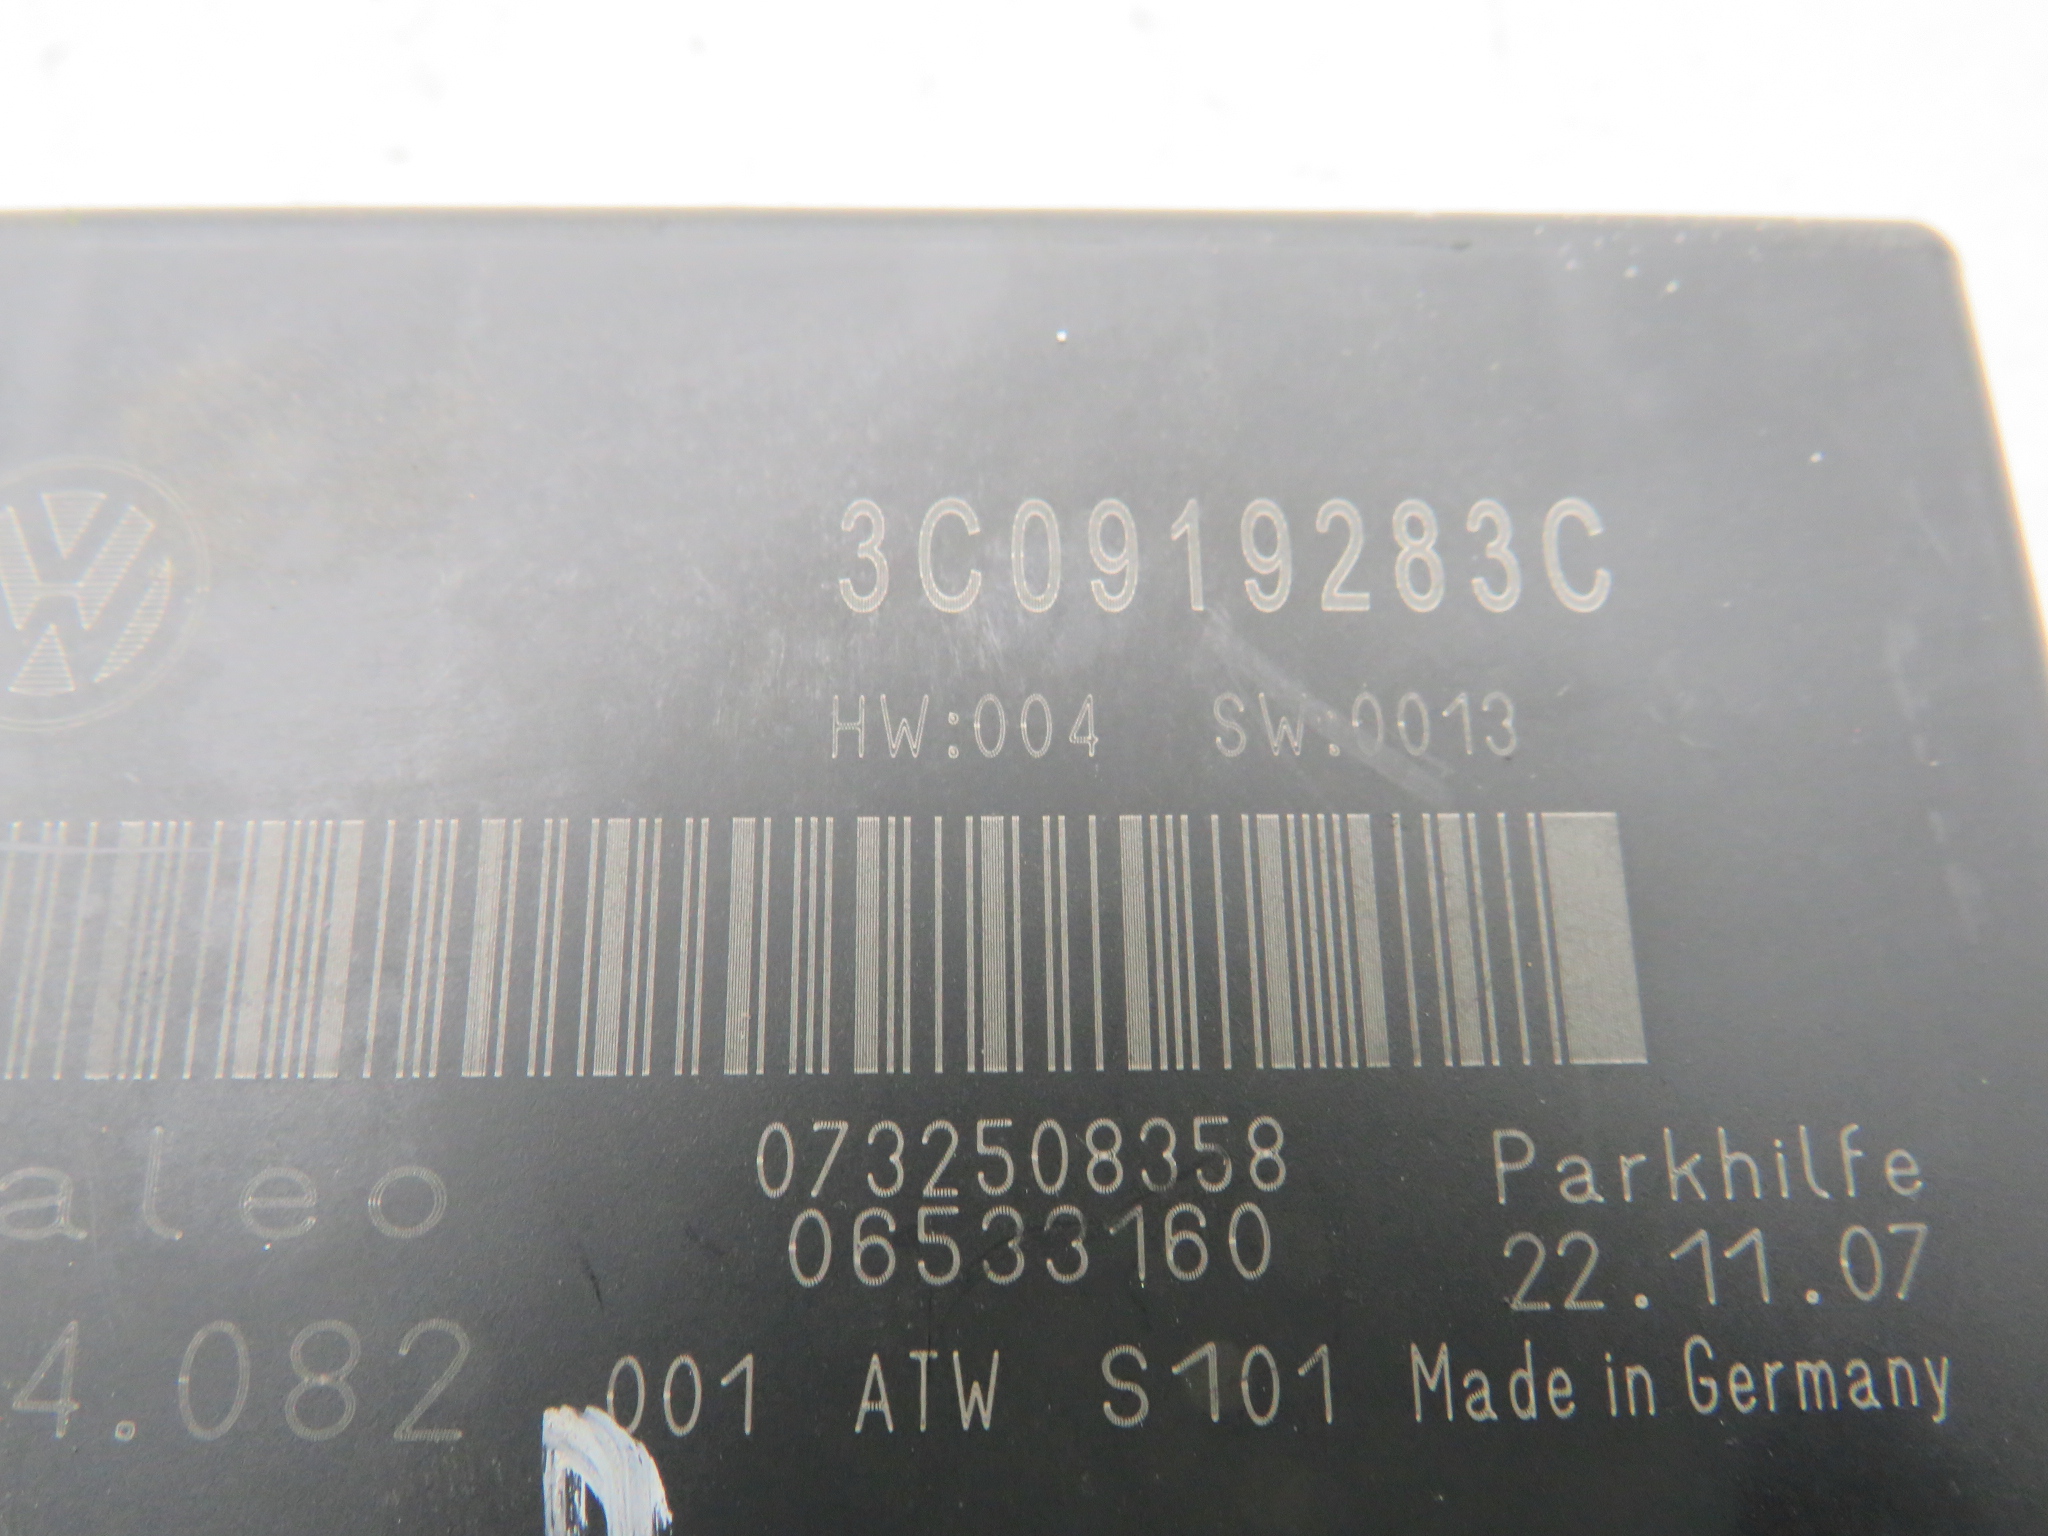 3C0919283C
HW:004 SW:0013
aleo
0732508358
06533160
Parkhilfe
22.11.07
4.082 001 ATW S101 Made in Germany